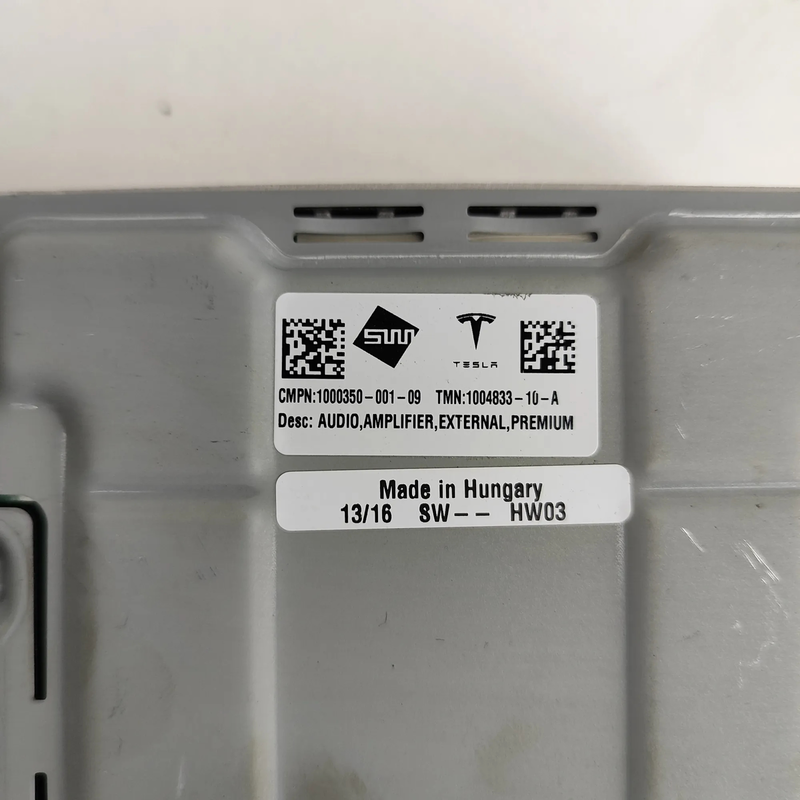 SWM
TESLA
CMPN:1000350-001-09 TMN:1004833-10-A
Desc: AUDIO,AMPLIFIER,EXTERNAL,PREMIUM
Made in Hungary
13/16 SW-- HW03